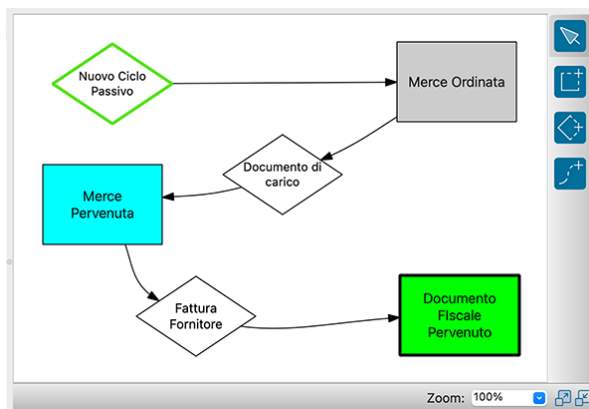 Nuovo Ciclo
Passivo
Merce Ordinata
Documento di
carico
Merce
Pervenuta
Fattura
Fornitore
Documento
FIscale
Pervenuto
Zoom: 100%